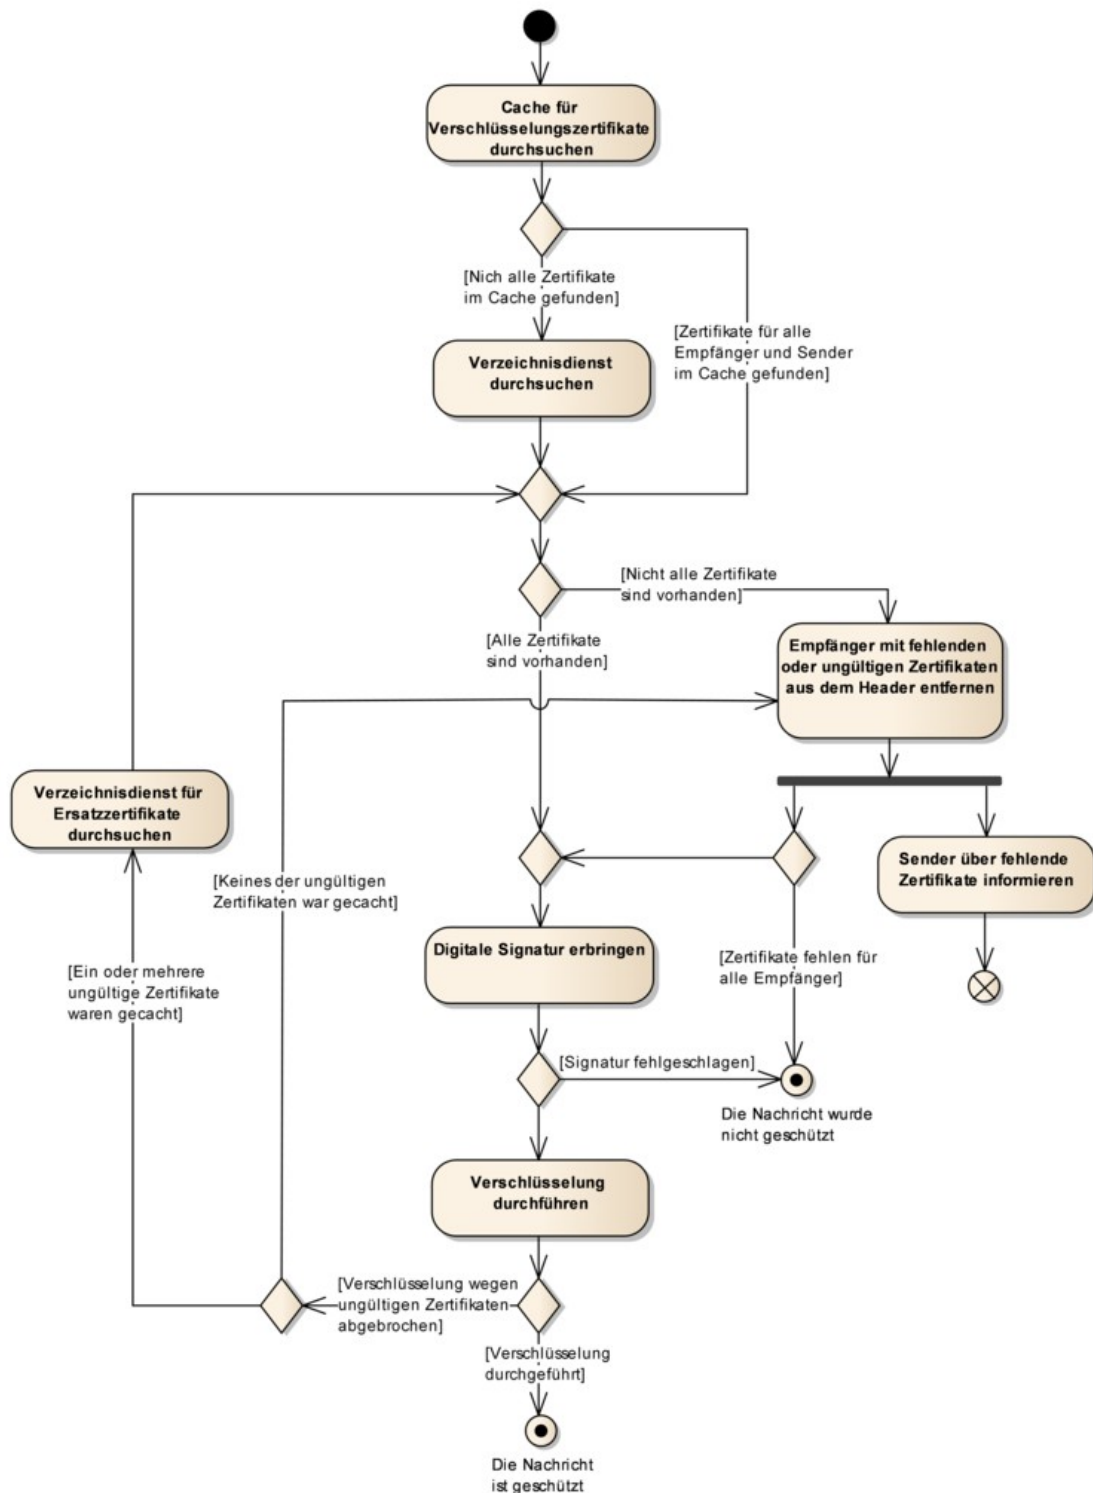 Cache für
Verschlüsselungszertifikate
durchsuchen
[Nich alle Zertifikate
im Cache gefunden]
[Zertifikate für alle
Empfänger und Sender
im Cache gefunden]
Verzeichnisdienst
durchsuchen
[Nicht alle Zertifikate
sind vorhanden]
[Alle Zertifikate
sind vorhanden]
Empfänger mit fehlenden
oder ungültigen Zertifikaten
aus dem Header entfernen
Verzeichnisdienst für
Ersatzzertifikate
durchsuchen
Sender über fehlende
Zertifikate informieren
[Keines der ungültigen
Zertifikaten war gecacht]
Digitale Signatur erbringen
[Zertifikate fehlen für
alle Empfänger]
[Ein oder mehrere
ungültige Zertifikate
waren gecacht]
[Signatur fehlgeschlagen]
Die Nachricht wurde
nicht geschützt
Verschlüsselung
durchführen
[Verschlüsselung wegen
ungültigen Zertifikaten
abgebrochen]
[Verschlüsselung
durchgeführt]
Die Nachricht
ist geschützt